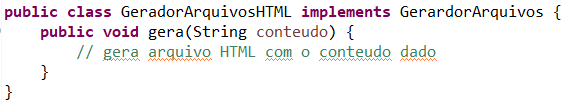 public class GeradorArquivosHTML implements GerardorArquivos {
public void gera(String conteudo) {
// gera arquivo HTML com o conteudo dado
}
}